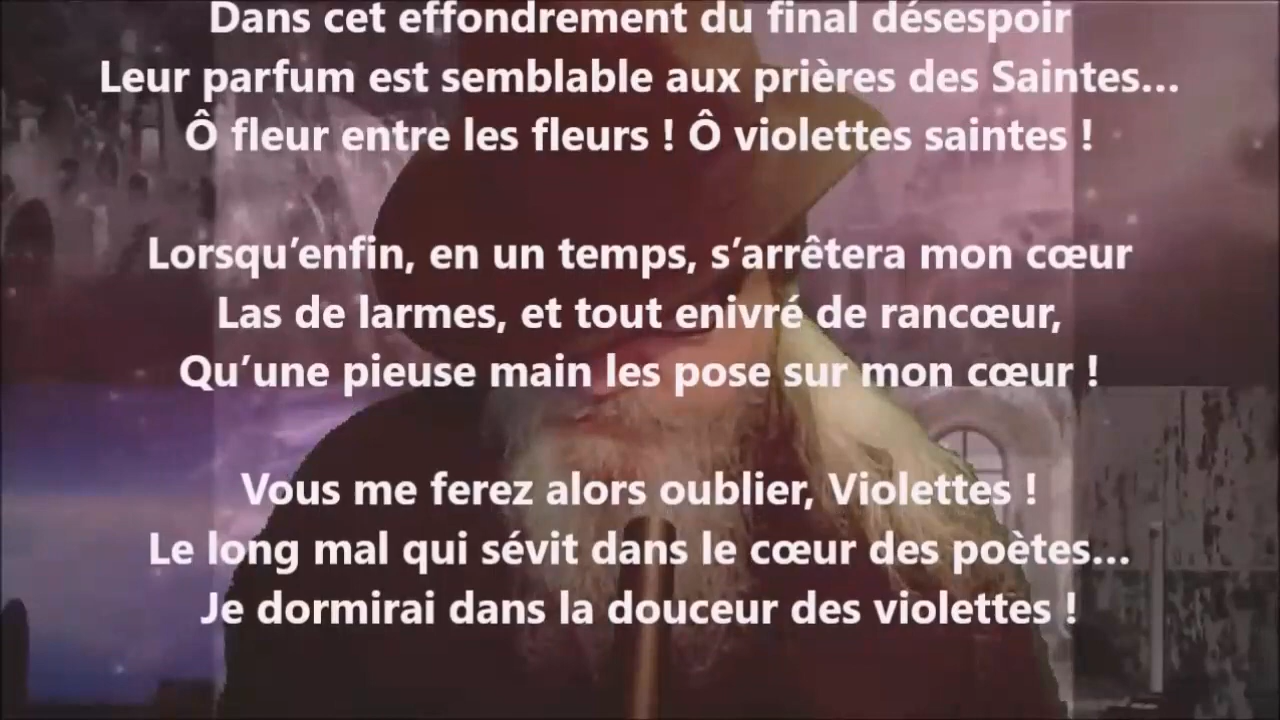 Dans cet effondrement du final désespoir
Leur parfum est semblable aux prières des Saintes...
Ô fleur entre les fleurs ! Ô violettes saintes !
Lorsqu’enfin, en un temps, s’arrêtera mon cœur
Las de larmes, et tout enivré de rancœur,
Qu’une pieuse main les pose sur mon cœur !
Vous me ferez alors oublier, Violettes !
Le long mal qui sévit dans le cœur des poètes...
Je dormirai dans la douceur des violettes !